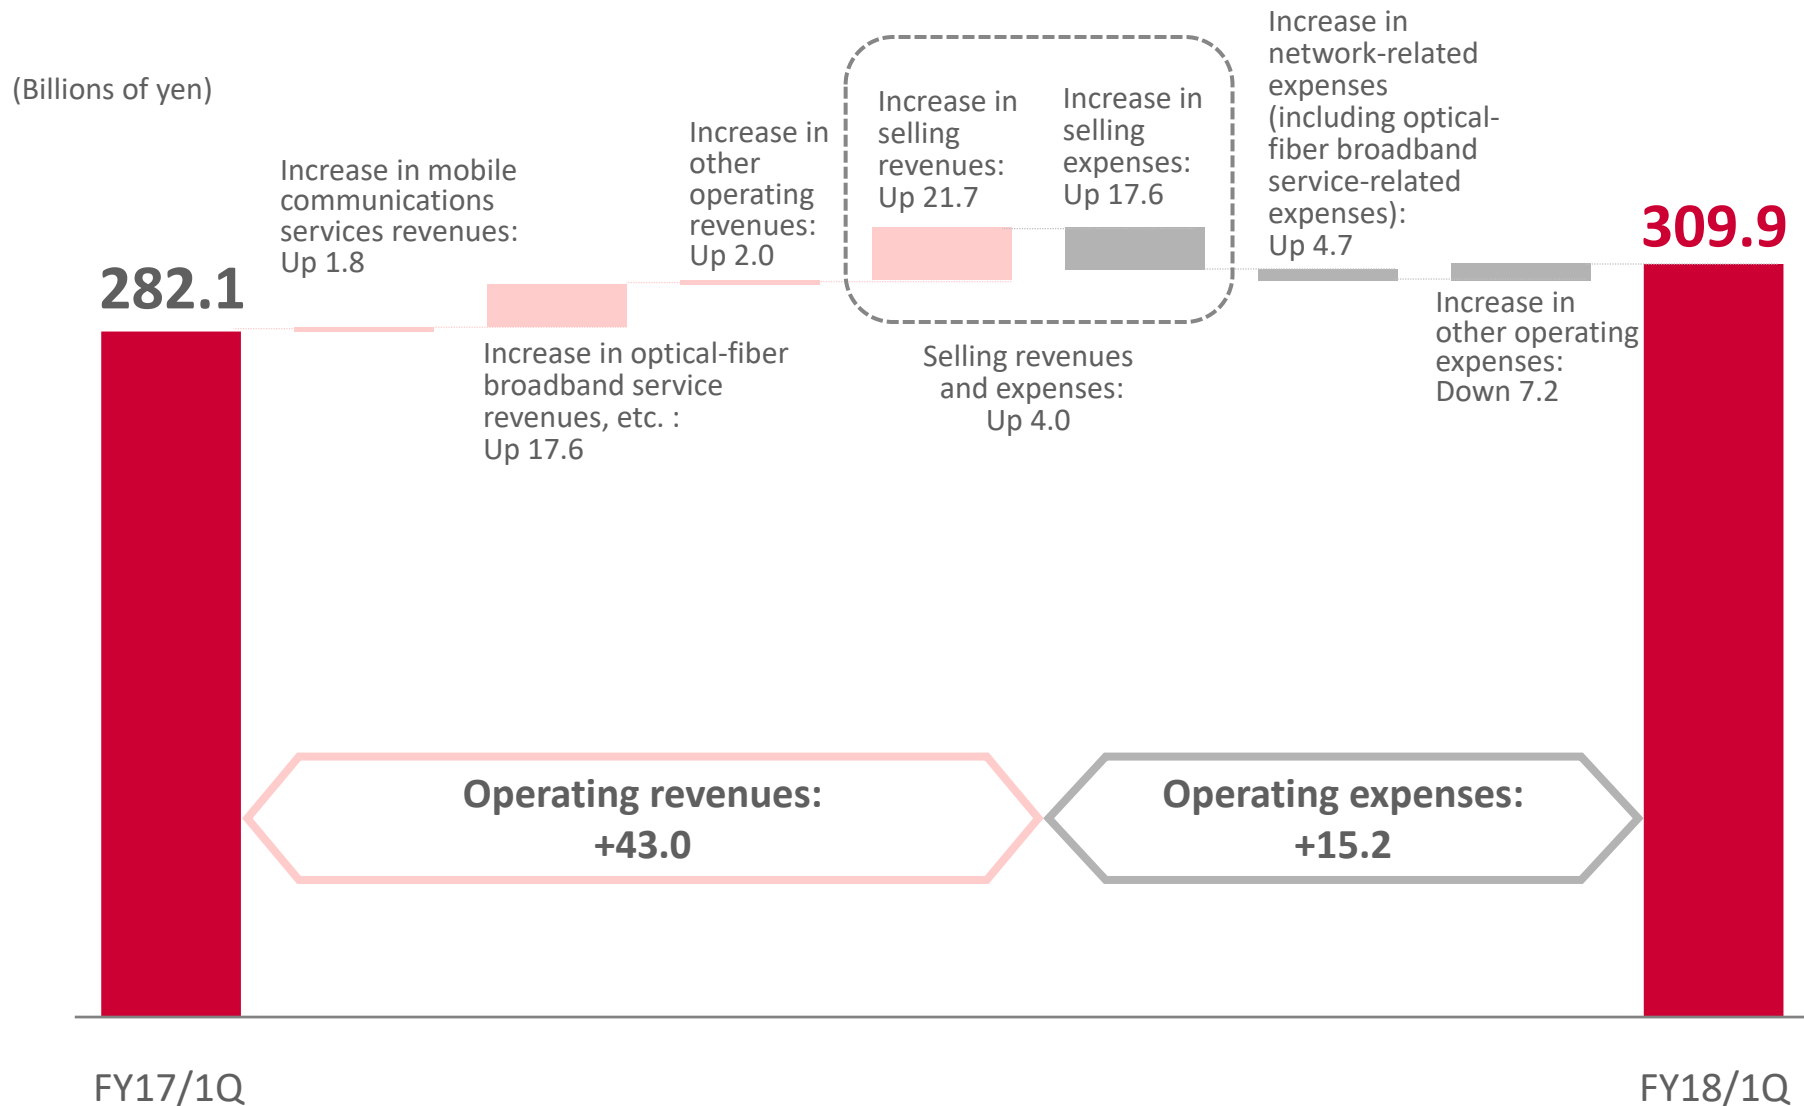 (Billions of yen)
282.1
Increase in mobile
communications
services revenues:
Up 1.8
Increase in optical-fiber
broadband service
revenues, etc. :
Up 17.6
Increase in
other
operating
revenues:
Up 2.0
Increase in
selling
revenues:
Up 21.7
Increase in
selling
expenses:
Up 17.6
Selling revenues
and expenses:
Up 4.0
Increase in
network-related
expenses
(including optical-
fiber broadband
service-related
expenses):
Up 4.7
Increase in
other operating
expenses:
Down 7.2
309.9
Operating revenues:
+43.0
Operating expenses:
+15.2
FY17/1Q
FY18/1Q